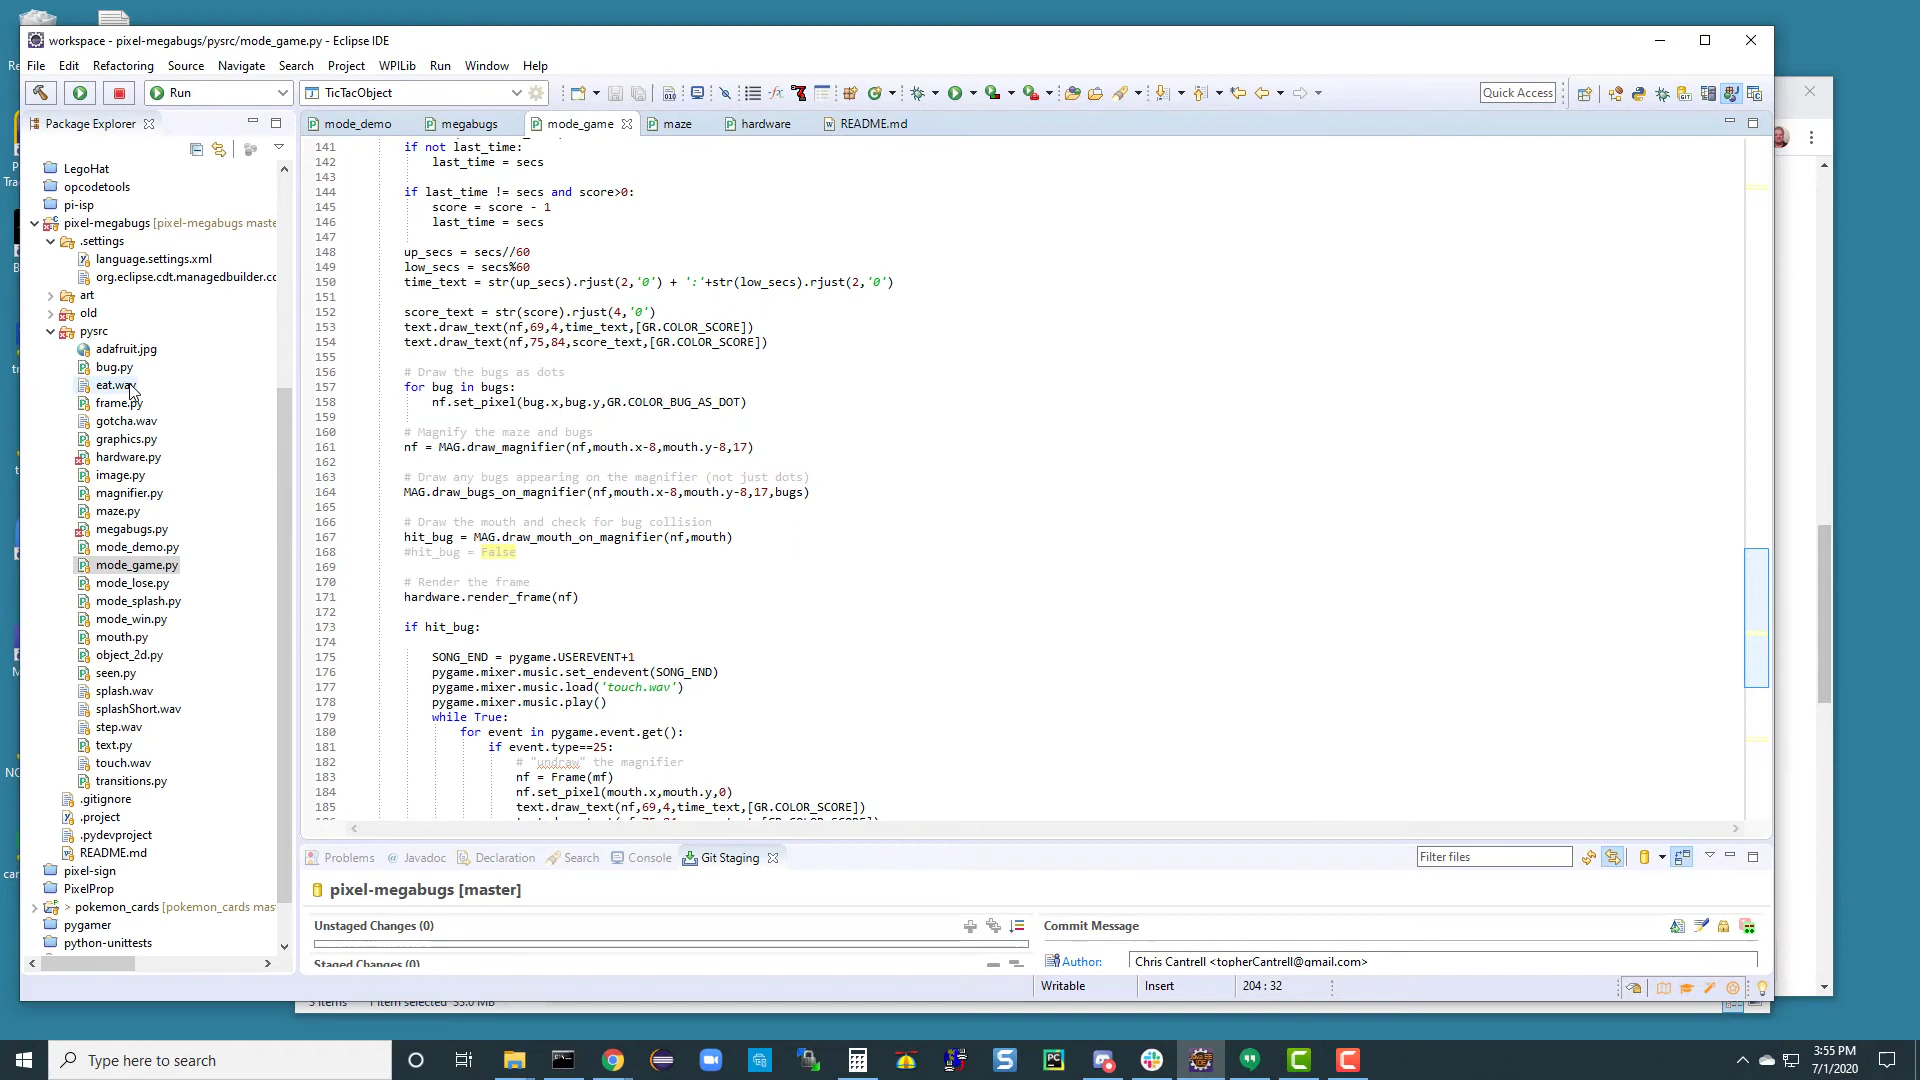 workspace - pixel-megabugs/pysrc/mode_game.py - Eclipse IDE
File Edit Refactoring Source Navigate Search Project WPILib Run Window Help
Run
TicTacObject
Quick Access
Package Explorer
mode_demo
megabugs
mode_game
maze
hardware
README.md
LegoHat
opcodetools
pi-isp
pixel-megabugs [pixel-megabugs maste
.settings
language.settings.xml
org.eclipse.cdt.managedbuilder.cc
art
old
pysrc
adafruit.jpg
bug.py
eat.wav
frame.py
gotcha.wav
graphics.py
hardware.py
image.py
magnifier.py
maze.py
megabugs.py
mode_demo.py
mode_game.py
mode_lose.py
mode_splash.py
mode_win.py
mouth.py
object_2d.py
seen.py
splash.wav
splashShort.wav
step.wav
text.py
touch.wav
transitions.py
.gitignore
.project
.pydevproject
README.md
pixel-sign
PixelProp
> pokemon_cards [pokemon_cards mas
pygamer
python-unittests
141 if not last_time:
142 last_time = secs
143
144 if last_time != secs and score>0:
145 score = score - 1
146 last_time = secs
147
148 up_secs = secs//60
149 low_secs = secs%60
150 time_text = str(up_secs).rjust(2,'0') + ':'+str(low_secs).rjust(2,'0')
151
152 score_text = str(score).rjust(4,'0')
153 text.draw_text(nf,69,4,time_text,[GR.COLOR_SCORE])
154 text.draw_text(nf,75,84,score_text,[GR.COLOR_SCORE])
155
156 # Draw the bugs as dots
157 for bug in bugs:
158 nf.set_pixel(bug.x,bug.y,GR.COLOR_BUG_AS_DOT)
159
160 # Magnify the maze and bugs
161 nf = MAG.draw_magnifier(nf,mouth.x-8,mouth.y-8,17)
162
163 # Draw any bugs appearing on the magnifier (not just dots)
164 MAG.draw_bugs_on_magnifier(nf,mouth.x-8,mouth.y-8,17,bugs)
165
166 # Draw the mouth and check for bug collision
167 hit_bug = MAG.draw_mouth_on_magnifier(nf,mouth)
168 #hit_bug = False
169
170 # Render the frame
171 hardware.render_frame(nf)
172
173 if hit_bug:
174
175 SONG_END = pygame.USEREVENT+1
176 pygame.mixer.music.set_endevent(SONG_END)
177 pygame.mixer.music.load('touch.wav')
178 pygame.mixer.music.play()
179 while True:
180 for event in pygame.event.get():
181 if event.type==25:
182 # "undraw" the magnifier
183 nf = Frame(mf)
184 nf.set_pixel(mouth.x,mouth.y,0)
185 text.draw_text(nf,69,4,time_text,[GR.COLOR_SCORE])
Problems
@ Javadoc
Declaration
Search
Console
Git Staging
Filter files
pixel-megabugs [master]
Unstaged Changes (0)
Staged Changes (0)
Commit Message
Author: Chris Cantrell <topherCantrell@gmail.com>
Writable
Insert
204 : 32
Type here to search
3:55 PM
7/1/2020